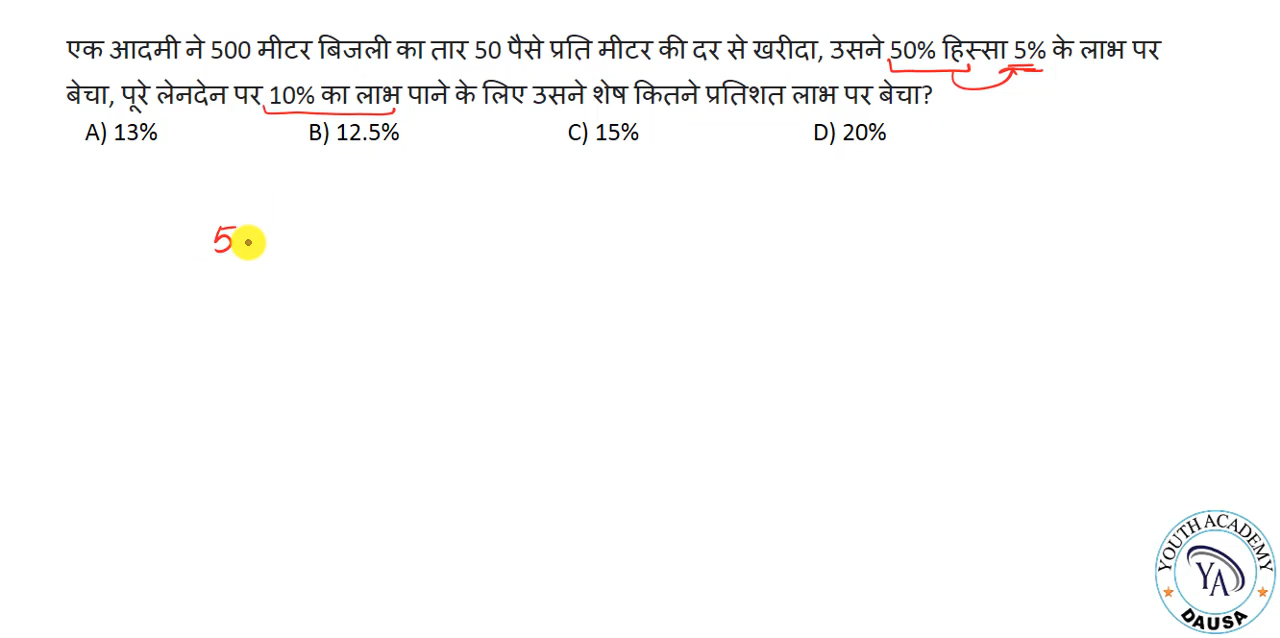 एक आदमी ने 500 मीटर बिजली का तार 50 पैसे प्रति मीटर की दर से खरीदा, उसने 50% हिस्सा 5% के लाभ पर
बेचा, पूरे लेनदेन पर 10% का लाभ पाने के लिए उसने शेष कितने प्रतिशत लाभ पर बेचा?
A) 13% B) 12.5% C) 15% D) 20%
5
YOUTH ACADEMY
YA
DAUSA